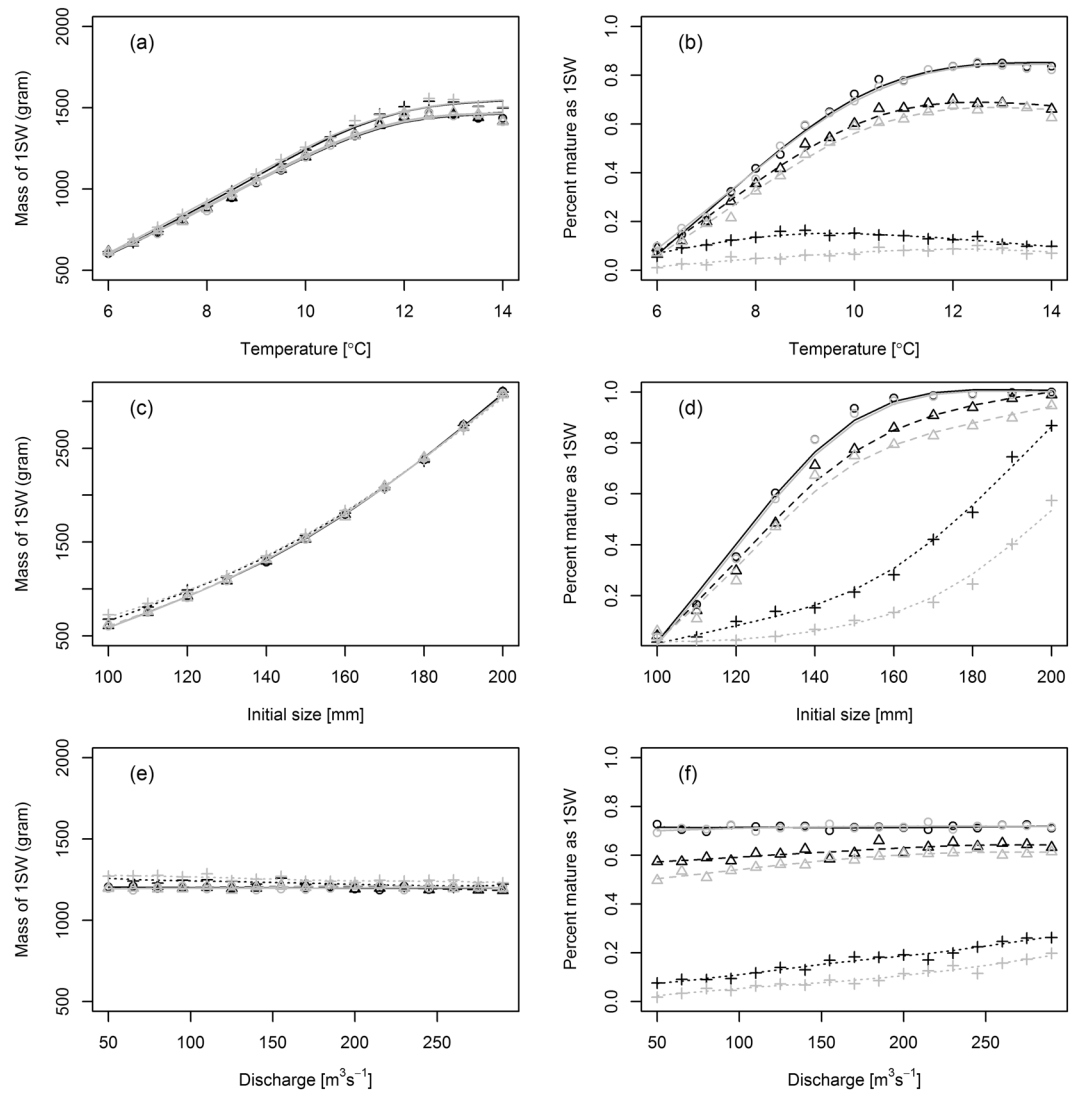 (a)
Mass of 1SW (gram)
2000
1500
1000
500
6 8 10 12 14
Temperature [°C]
(b)
Percent mature as 1SW
1.0
0.8
0.6
0.4
0.2
0.0
6 8 10 12 14
Temperature [°C]
(c)
Mass of 1SW (gram)
2500
1500
500
100 120 140 160 180 200
Initial size [mm]
(d)
Percent mature as 1SW
1.0
0.8
0.6
0.4
0.2
100 120 140 160 180 200
Initial size [mm]
(e)
Mass of 1SW (gram)
2000
1500
1000
500
50 100 150 200 250
Discharge [m³s⁻¹]
(f)
Percent mature as 1SW
1.0
0.8
0.6
0.4
0.2
0.0
50 100 150 200 250
Discharge [m³s⁻¹]